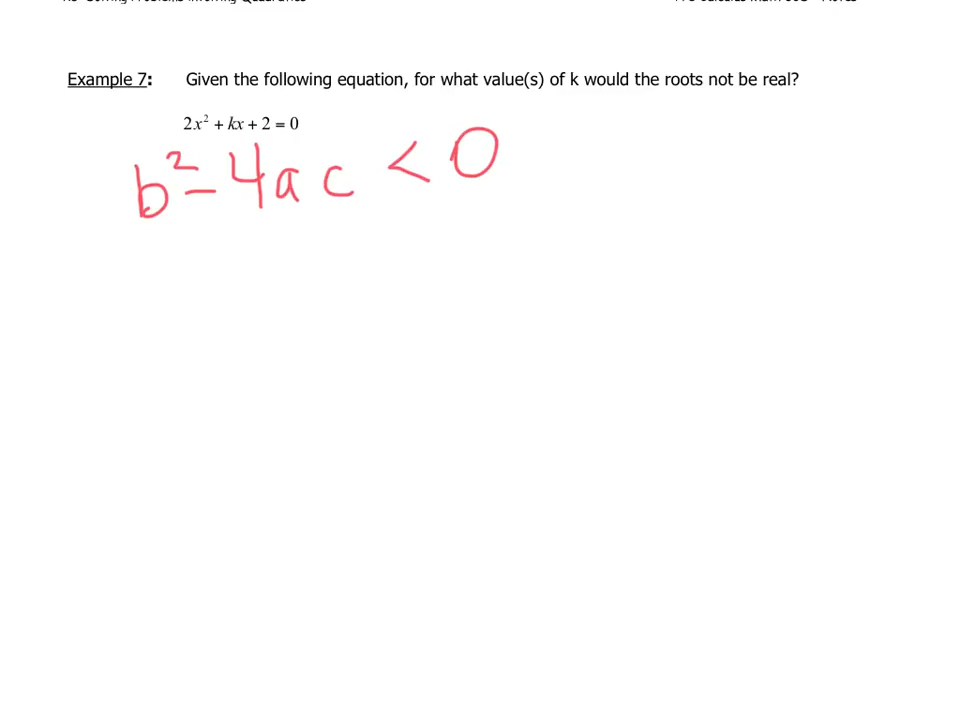 Example 7: Given the following equation, for what value(s) of k would the roots not be real?
2x² + kx + 2 = 0
b² - 4ac < 0